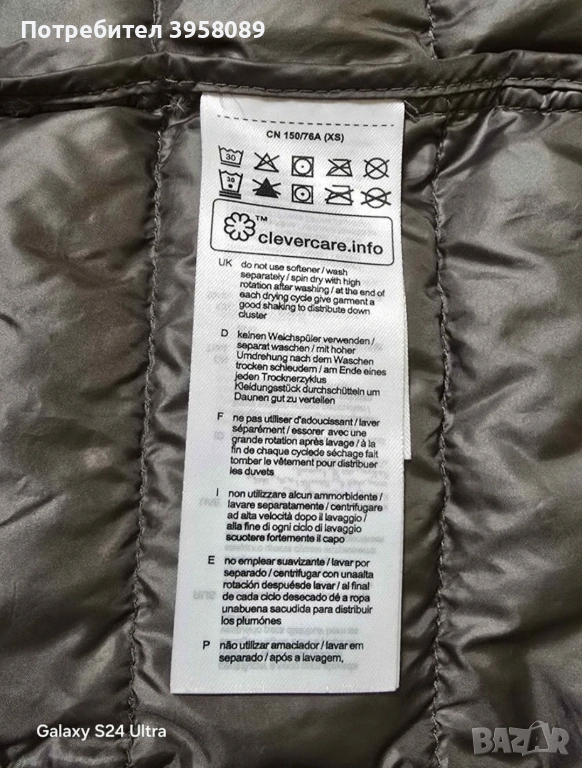 Потребител 3958089
CN 150/76A (XS)
30
30
™
clevercare.info
UK do not use softener / wash
separately / spin dry with high
rotation after washing / at the end of
each drying cycle give garment a
good shaking to distribute down
cluster
D keinen Weichspüler verwenden /
separat waschen / mit hoher
Umdrehung nach dem Waschen
trocken schleudern / am Ende eines
jeden Trocknerzyklus
Kleidungsstück durchschütteln um
Daunen gut zu verteilen
F ne pas utiliser d'adoucissant / laver
séparément / essorer avec une
grande rotation après lavage / à la
fin de chaque cyclede séchage fait
tomber le vêtement pour distribuer
les duvets
I non utilizzare alcun ammorbidente /
lavare separatamente / centrifugare
ad alta velocità dopo il lavaggio /
alla fine di ogni ciclo di lavaggio
scuotere fortemente il capo
E no emplear suavizante / lavar por
separado / centrifugar con unaalta
rotación despuésde lavar / al final
de cada ciclo desecado dé a ropa
unabuena sacudida para distribuir
los plumónes
P não utilizar amaciador / lavar em
separado / após a lavagem,
Galaxy S24 Ultra
BAZAR